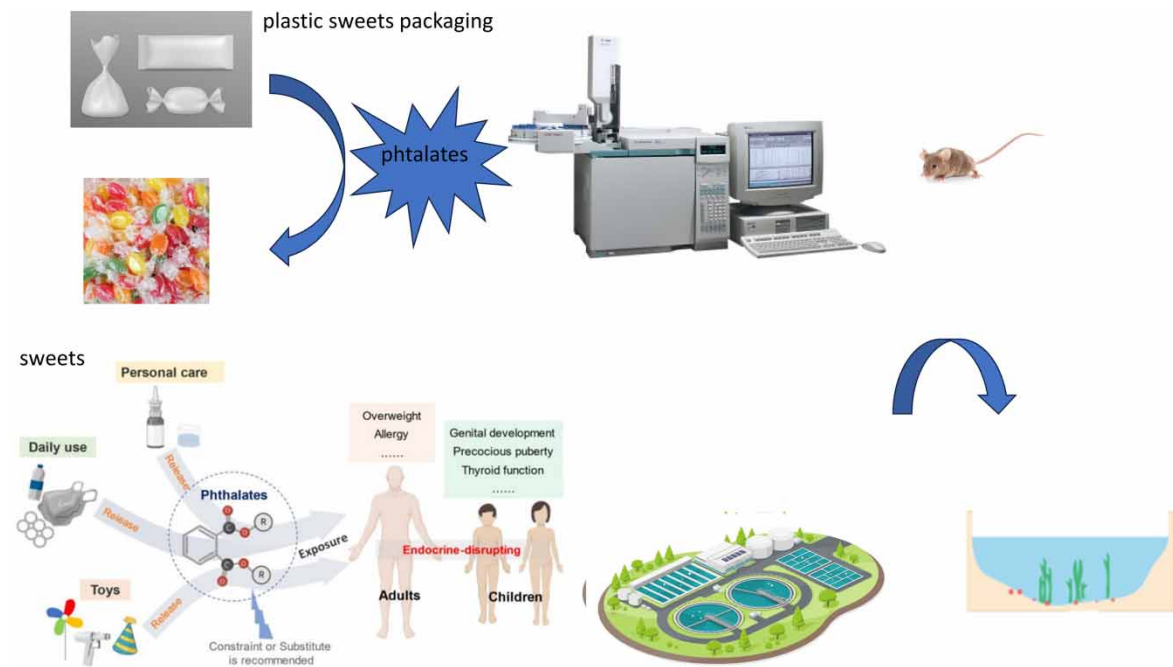 plastic sweets packaging
phtalates
sweets
Personal care
Daily use
Toys
Release
Release
Release
Phthalates
C
O
R
O
C
O
R
O
Exposure
Constraint or Substitute
is recommended
Overweight
Allergy
......
Genital development
Precocious puberty
Thyroid function
......
Endocrine-disrupting
Adults
Children